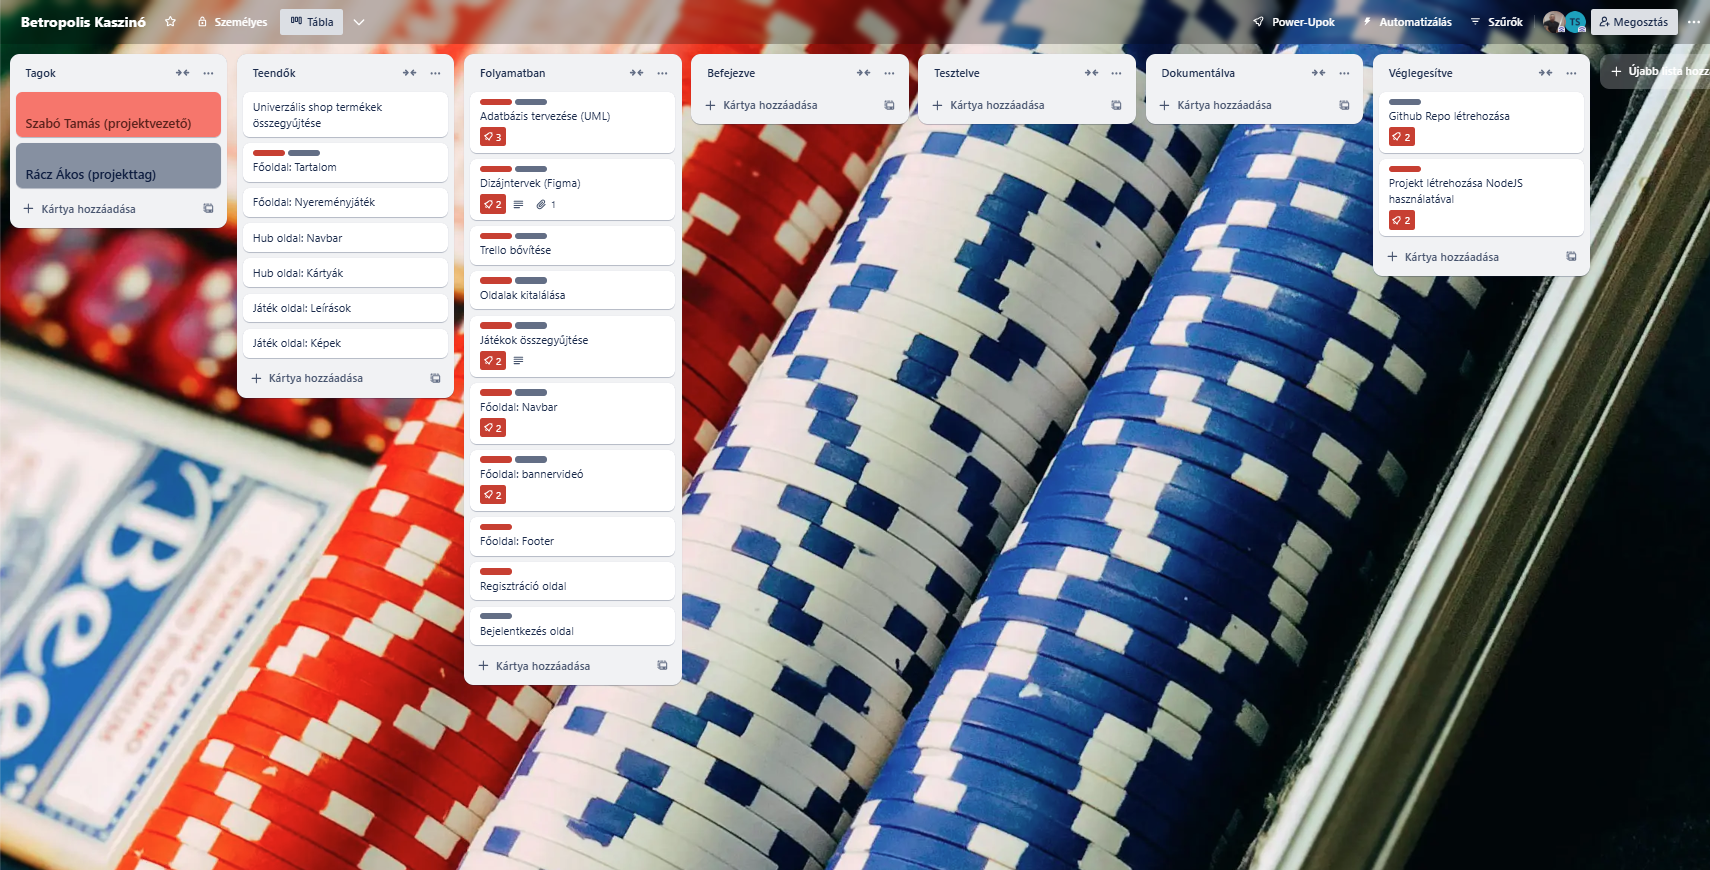 Betropolis Kaszinó
Személyes
Tábla
Power-Upok
Automatizálás
Szűrők
TS
Megosztás
Tagok
Szabó Tamás (projektvezető)
Rácz Ákos (projekttag)
Kártya hozzáadása
Teendők
Univerzális shop termékek
összegyűjtése
Főoldal: Tartalom
Főoldal: Nyereményjáték
Hub oldal: Navbar
Hub oldal: Kártyák
Játék oldal: Leírások
Játék oldal: Képek
Kártya hozzáadása
Folyamatban
Adatbázis tervezése (UML)
3
Dizájntervek (Figma)
2
1
Trello bővítése
Oldalak kitalálása
Játékok összegyűjtése
2
Főoldal: Navbar
2
Főoldal: bannervideó
2
Főoldal: Footer
Regisztráció oldal
Bejelentkezés oldal
Kártya hozzáadása
Befejezve
Kártya hozzáadása
Tesztelve
Kártya hozzáadása
Dokumentálva
Kártya hozzáadása
Véglegesítve
Github Repo létrehozása
2
Projekt létrehozása NodeJS
használatával
2
Kártya hozzáadása
Újabb lista hozz
Bee
PREMIUM CASINO